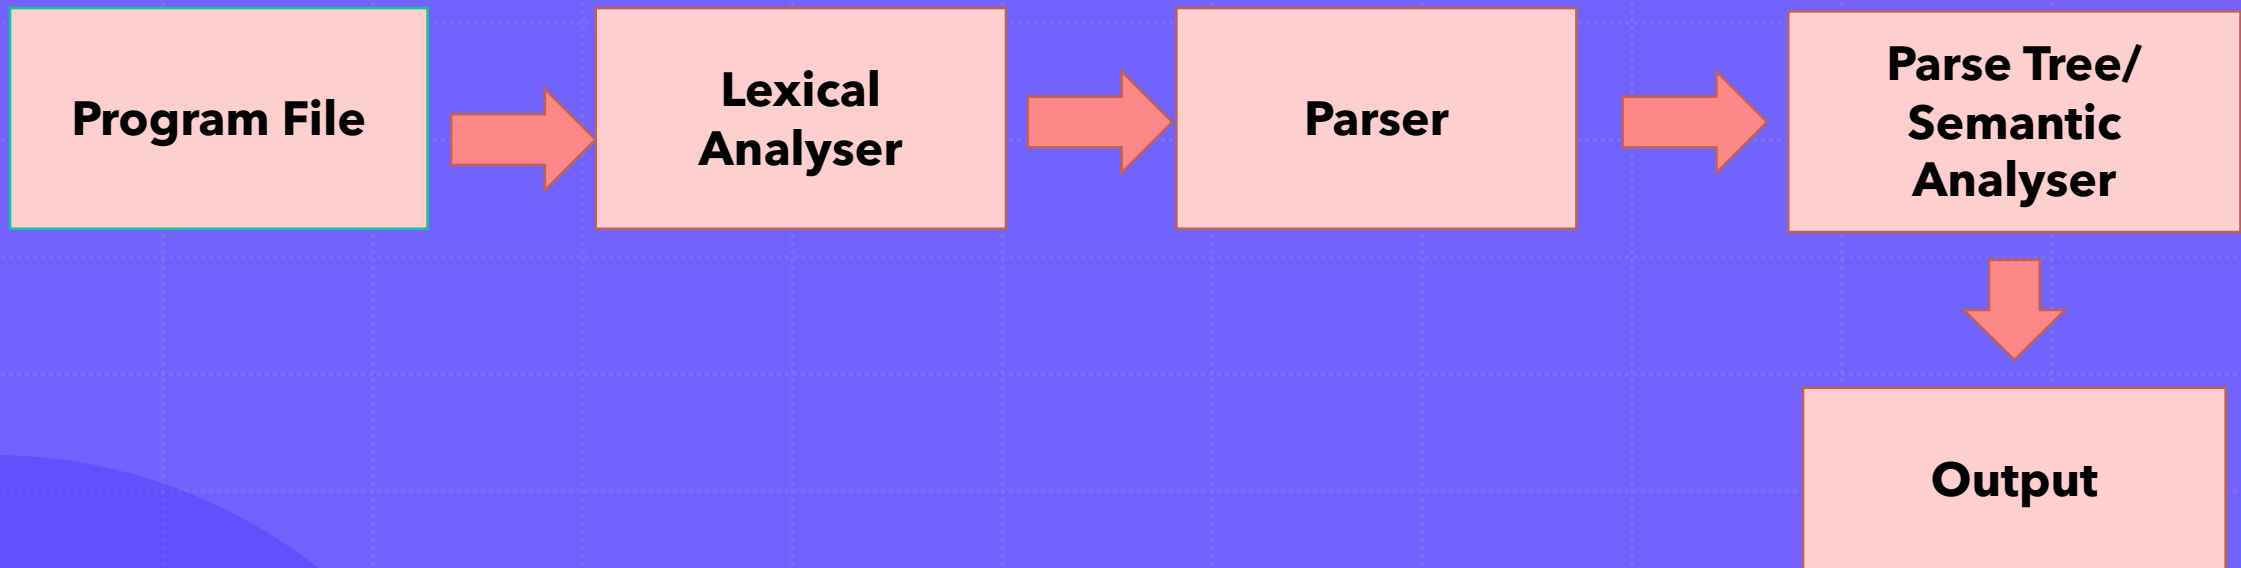 Program File
Lexical
Analyser
Parser
Parse Tree/
Semantic
Analyser
Output